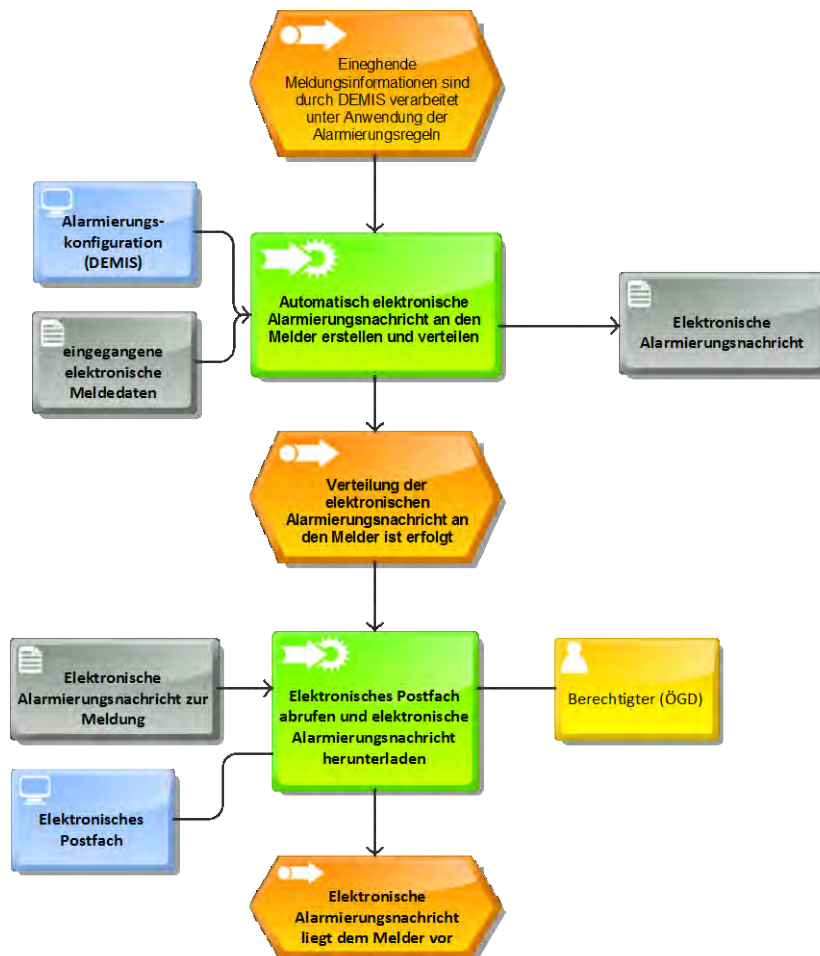 Eineghende
Meldungsinformationen sind
durch DEMIS verarbeitet
unter Anwendung der
Alarmierungsregeln
Alarmierungs-
konfiguration
(DEMIS)
Automatisch elektronische
Alarmierungsnachricht an den
Melder erstellen und verteilen
Elektronische
Alarmierungsnachricht
eingegangene
elektronische
Meldedaten
Verteilung der
elektronischen
Alarmierungsnachricht an
den Melder ist erfolgt
Elektronische
Alarmierungsnachricht zur
Meldung
Elektronisches Postfach
abrufen und elektronische
Alarmierungsnachricht
herunterladen
Berechtigter (ÖGD)
Elektronisches
Postfach
Elektronische
Alarmierungsnachricht
liegt dem Melder vor